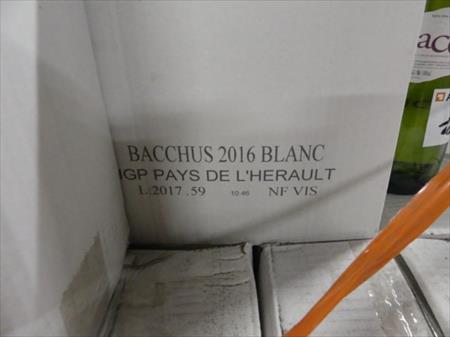 BACCHUS 2016 BLANC
IGP PAYS DE L'HERAULT
L.2017.59 10:46 NF VIS